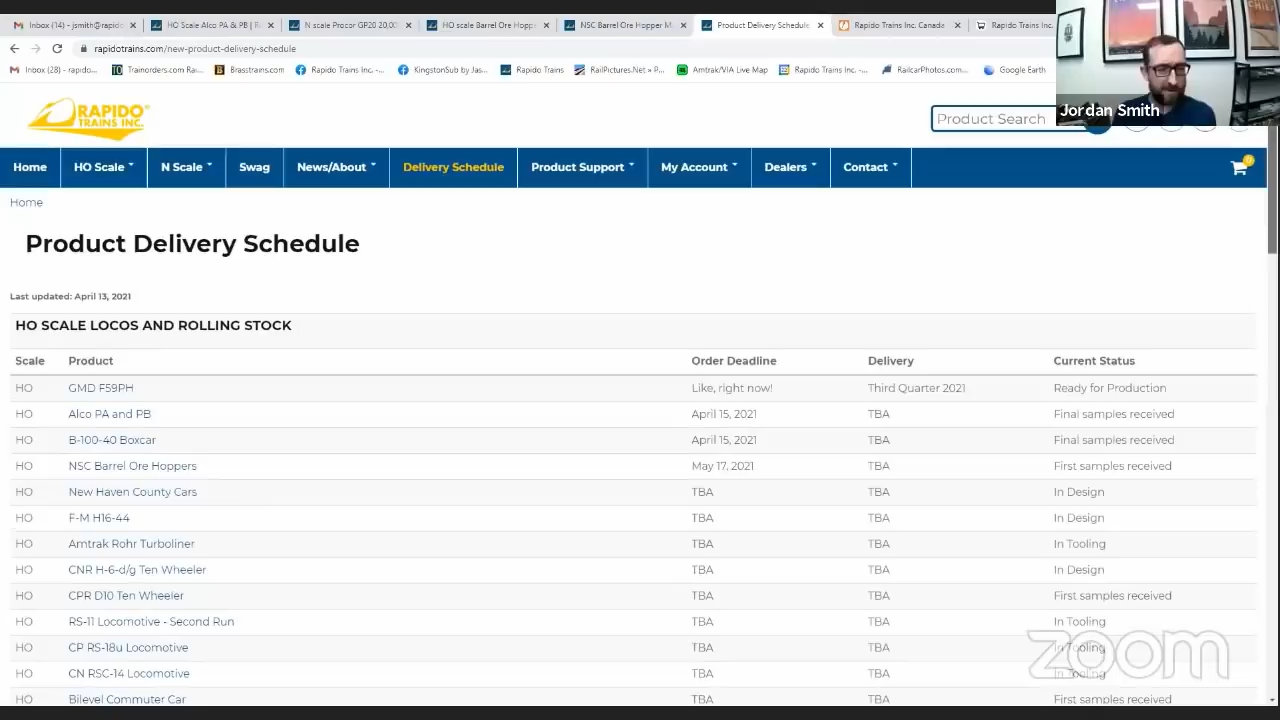 Inbox (14) - jsmith@rapid
HO Scale Alco PA & PB [ R
N scale Procor GP20 20,00
HO scale Barrel Ore Hopp
NSC Barrel Ore Hopper M
Product Delivery Schedule
Rapido Trains Inc. Canada
Rapido Trains Inc.
rapidotrains.com/new-product-delivery-schedule
Inbox (28) - rapido...
Trainorders.com Rai...
Brasstrains.com
Rapido Trains Inc -...
KingstonSub by Jas...
Rapido
RailPictures.Net » P...
Amtrak/VIA Live Map
Rapido Trains Inc. -...
RailcarPhotos.com...
Google Earth
Jordan Smith
RAPIDO
TRAINS INC.
Product Search
Home HO Scale N Scale Swag News/About Delivery Schedule Product Support My Account Dealers Contact 0
Home
Product Delivery Schedule
Last updated: April 13, 2021
HO SCALE LOCOS AND ROLLING STOCK
Scale Product Order Deadline Delivery Current Status
HO GMD F59PH Like, right now! Third Quarter 2021 Ready for Production
HO Alco PA and PB April 15, 2021 TBA Final samples received
HO B-100-40 Boxcar April 15, 2021 TBA Final samples received
HO NSC Barrel Ore Hoppers May 17, 2021 TBA First samples received
HO New Haven County Cars TBA TBA In Design
HO F-M H16-44 TBA TBA In Design
HO Amtrak Rohr Turboliner TBA TBA In Tooling
HO CNR H-6-d/g Ten Wheeler TBA TBA In Design
HO CPR D10 Ten Wheeler TBA TBA First samples received
HO RS-11 Locomotive - Second Run TBA TBA In Tooling
HO CP RS-18u Locomotive TBA TBA In Tooling
HO CN RSC-14 Locomotive TBA TBA In Tooling
HO Bilevel Commuter Car TBA TBA First samples received
zoom